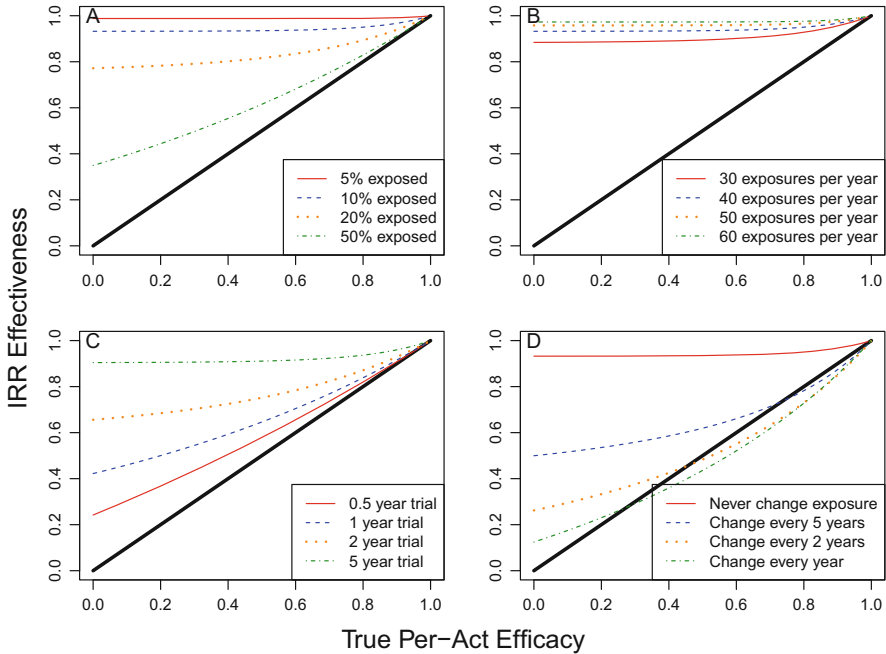 A
1.0
0.8
0.6
0.4
0.2
0.0
5% exposed
10% exposed
20% exposed
50% exposed
0.0 0.2 0.4 0.6 0.8 1.0
B
1.0
0.8
0.6
0.4
0.2
0.0
30 exposures per year
40 exposures per year
50 exposures per year
60 exposures per year
0.0 0.2 0.4 0.6 0.8 1.0
IRR Effectiveness
C
1.0
0.8
0.6
0.4
0.2
0.0
0.5 year trial
1 year trial
2 year trial
5 year trial
0.0 0.2 0.4 0.6 0.8 1.0
D
1.0
0.8
0.6
0.4
0.2
0.0
Never change exposure
Change every 5 years
Change every 2 years
Change every year
0.0 0.2 0.4 0.6 0.8 1.0
True Per−Act Efficacy